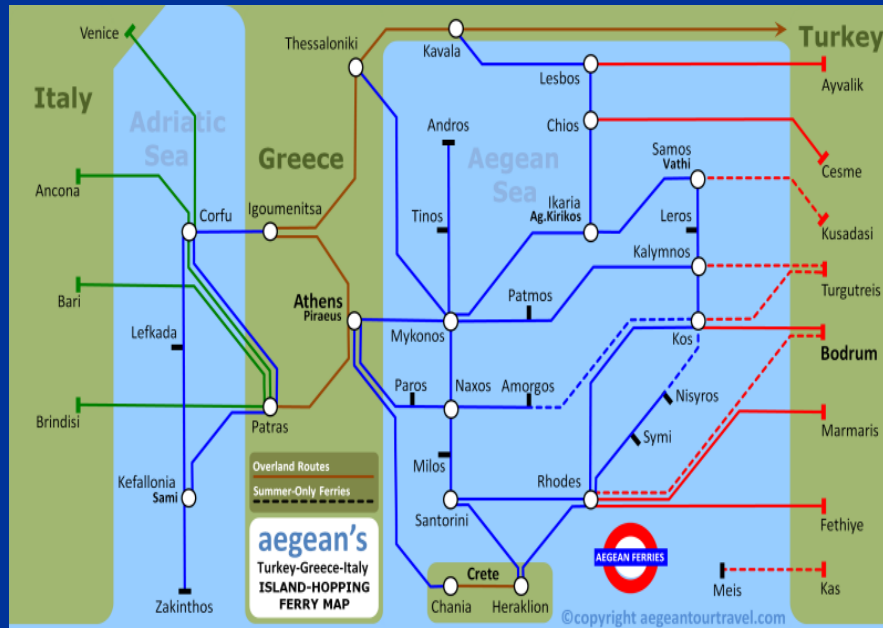 Venice
Thessaloniki
Kavala
Turkey
Lesbos
Ayvalik
Italy
Adriatic
Sea
Greece
Andros
Aegean
Sea
Chios
Samos
Vathi
Cesme
Ancona
Corfu
Igoumenitsa
Tinos
Ikaria
Ag.Kirikos
Leros
Kusadasi
Kalymnos
Bari
Athens
Piraeus
Patmos
Turgutreis
Lefkada
Mykonos
Kos
Bodrum
Paros
Naxos
Amorgos
Nisyros
Brindisi
Patras
Marmaris
Milos
Symi
Overland Routes
Summer-Only Ferries
Kefallonia
Sami
Rhodes
Santorini
Fethiye
aegean's
Turkey-Greece-Italy
ISLAND-HOPPING
FERRY MAP
AEGEAN FERRIES
Crete
Zakinthos
Chania
Heraklion
Meis
Kas
©copyright aegeantourtravel.com